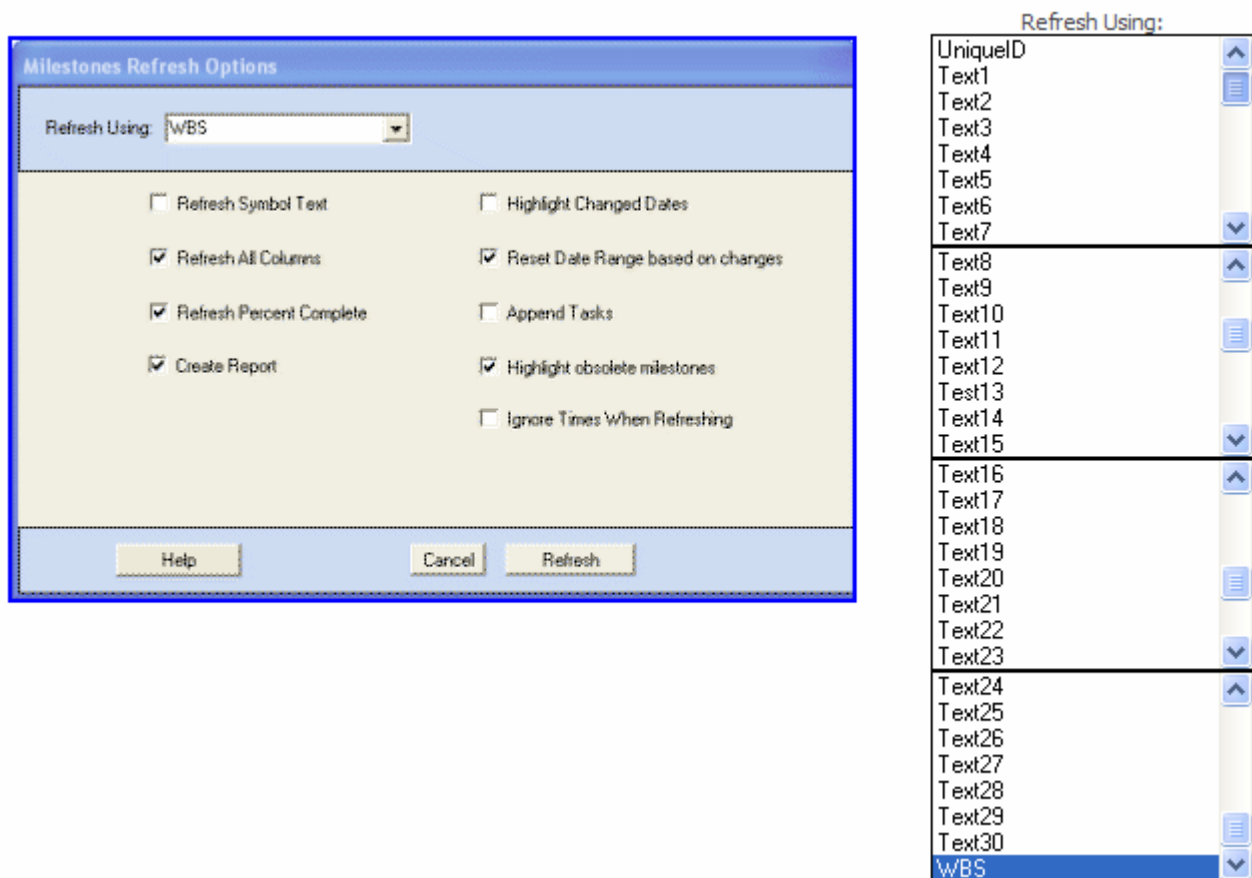 Milestones Refresh Options
Refresh Using: WBS
Refresh Symbol Text
Highlight Changed Dates
Refresh All Columns
Reset Date Range based on changes
Refresh Percent Complete
Append Tasks
Create Report
Highlight obsolete milestones
Ignore Times When Refreshing
Help
Cancel
Refresh
Refresh Using:
UniqueID
Text1
Text2
Text3
Text4
Text5
Text6
Text7
Text8
Text9
Text10
Text11
Text12
Test13
Text14
Text15
Text16
Text17
Text18
Text19
Text20
Text21
Text22
Text23
Text24
Text25
Text26
Text27
Text28
Text29
Text30
WBS